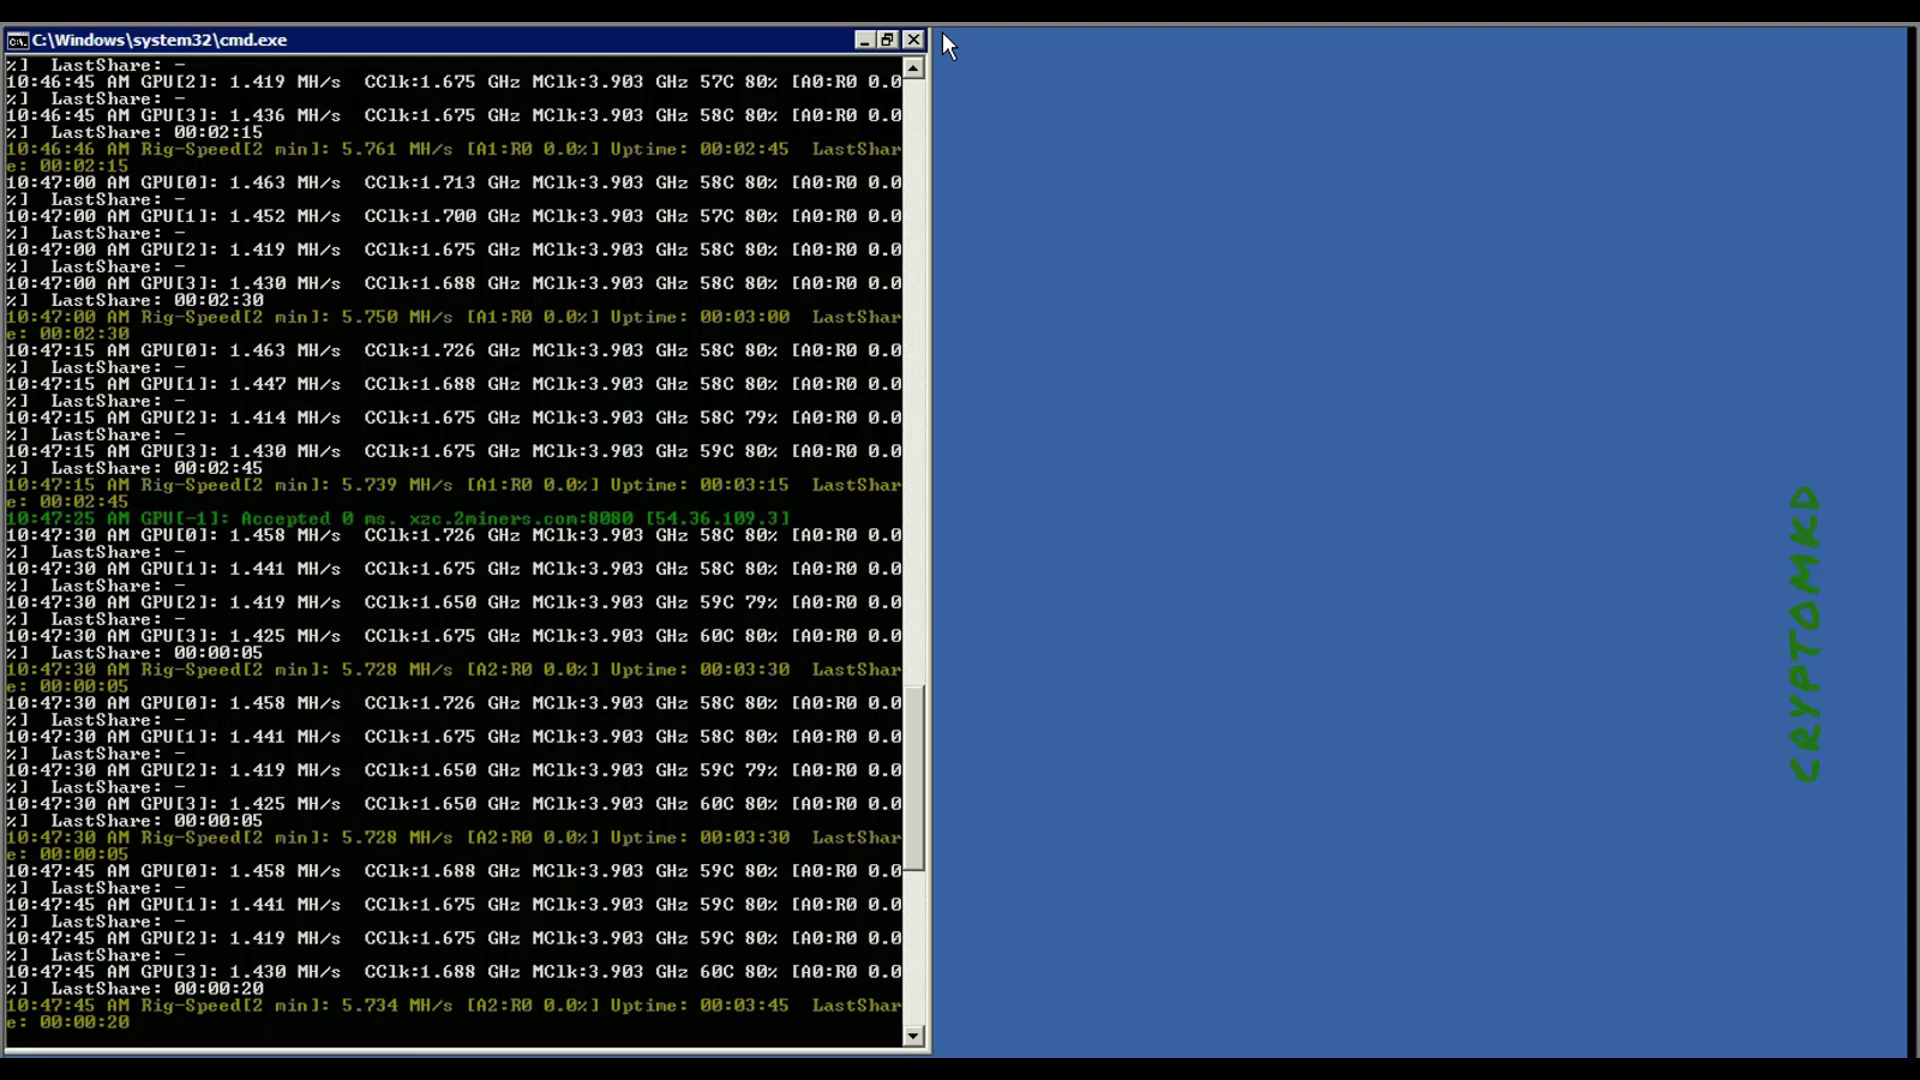 C:\Windows\system32\cmd.exe
%]  LastShare: -
10:46:45 AM GPU[2]: 1.419 MH/s  CClk:1.675 GHz MClk:3.903 GHz 57C 80% [A0:R0 0.0
%]  LastShare: -
10:46:45 AM GPU[3]: 1.436 MH/s  CClk:1.675 GHz MClk:3.903 GHz 58C 80% [A0:R0 0.0
%]  LastShare: 00:02:15
10:46:46 AM Rig-Speed[2 min]: 5.761 MH/s [A1:R0 0.0%] Uptime: 00:02:45  LastShar
e: 00:02:15
10:47:00 AM GPU[0]: 1.463 MH/s  CClk:1.713 GHz MClk:3.903 GHz 58C 80% [A0:R0 0.0
%]  LastShare: -
10:47:00 AM GPU[1]: 1.452 MH/s  CClk:1.700 GHz MClk:3.903 GHz 57C 80% [A0:R0 0.0
%]  LastShare: -
10:47:00 AM GPU[2]: 1.419 MH/s  CClk:1.675 GHz MClk:3.903 GHz 58C 80% [A0:R0 0.0
%]  LastShare: -
10:47:00 AM GPU[3]: 1.430 MH/s  CClk:1.688 GHz MClk:3.903 GHz 58C 80% [A0:R0 0.0
%]  LastShare: 00:02:30
10:47:00 AM Rig-Speed[2 min]: 5.750 MH/s [A1:R0 0.0%] Uptime: 00:03:00  LastShar
e: 00:02:30
10:47:15 AM GPU[0]: 1.463 MH/s  CClk:1.726 GHz MClk:3.903 GHz 58C 80% [A0:R0 0.0
%]  LastShare: -
10:47:15 AM GPU[1]: 1.447 MH/s  CClk:1.688 GHz MClk:3.903 GHz 58C 80% [A0:R0 0.0
%]  LastShare: -
10:47:15 AM GPU[2]: 1.414 MH/s  CClk:1.675 GHz MClk:3.903 GHz 58C 79% [A0:R0 0.0
%]  LastShare: -
10:47:15 AM GPU[3]: 1.430 MH/s  CClk:1.675 GHz MClk:3.903 GHz 59C 80% [A0:R0 0.0
%]  LastShare: 00:02:45
10:47:15 AM Rig-Speed[2 min]: 5.739 MH/s [A1:R0 0.0%] Uptime: 00:03:15  LastShar
e: 00:02:45
10:47:25 AM GPU[-1]: Accepted 0 ms. xzc.2miners.com:8080 [54.36.109.3]
10:47:30 AM GPU[0]: 1.458 MH/s  CClk:1.726 GHz MClk:3.903 GHz 58C 80% [A0:R0 0.0
%]  LastShare: -
10:47:30 AM GPU[1]: 1.441 MH/s  CClk:1.675 GHz MClk:3.903 GHz 58C 80% [A0:R0 0.0
%]  LastShare: -
10:47:30 AM GPU[2]: 1.419 MH/s  CClk:1.650 GHz MClk:3.903 GHz 59C 79% [A0:R0 0.0
%]  LastShare: -
10:47:30 AM GPU[3]: 1.425 MH/s  CClk:1.675 GHz MClk:3.903 GHz 60C 80% [A0:R0 0.0
%]  LastShare: 00:00:05
10:47:30 AM Rig-Speed[2 min]: 5.728 MH/s [A2:R0 0.0%] Uptime: 00:03:30  LastShar
e: 00:00:05
10:47:30 AM GPU[0]: 1.458 MH/s  CClk:1.726 GHz MClk:3.903 GHz 58C 80% [A0:R0 0.0
%]  LastShare: -
10:47:30 AM GPU[1]: 1.441 MH/s  CClk:1.675 GHz MClk:3.903 GHz 58C 80% [A0:R0 0.0
%]  LastShare: -
10:47:30 AM GPU[2]: 1.419 MH/s  CClk:1.650 GHz MClk:3.903 GHz 59C 79% [A0:R0 0.0
%]  LastShare: -
10:47:30 AM GPU[3]: 1.425 MH/s  CClk:1.650 GHz MClk:3.903 GHz 60C 80% [A0:R0 0.0
%]  LastShare: 00:00:05
10:47:30 AM Rig-Speed[2 min]: 5.728 MH/s [A2:R0 0.0%] Uptime: 00:03:30  LastShar
e: 00:00:05
10:47:45 AM GPU[0]: 1.458 MH/s  CClk:1.688 GHz MClk:3.903 GHz 59C 80% [A0:R0 0.0
%]  LastShare: -
10:47:45 AM GPU[1]: 1.441 MH/s  CClk:1.675 GHz MClk:3.903 GHz 59C 80% [A0:R0 0.0
%]  LastShare: -
10:47:45 AM GPU[2]: 1.419 MH/s  CClk:1.675 GHz MClk:3.903 GHz 59C 80% [A0:R0 0.0
%]  LastShare: -
10:47:45 AM GPU[3]: 1.430 MH/s  CClk:1.688 GHz MClk:3.903 GHz 60C 80% [A0:R0 0.0
%]  LastShare: 00:00:20
10:47:45 AM Rig-Speed[2 min]: 5.734 MH/s [A2:R0 0.0%] Uptime: 00:03:45  LastShar
e: 00:00:20
CRYPTOMKD